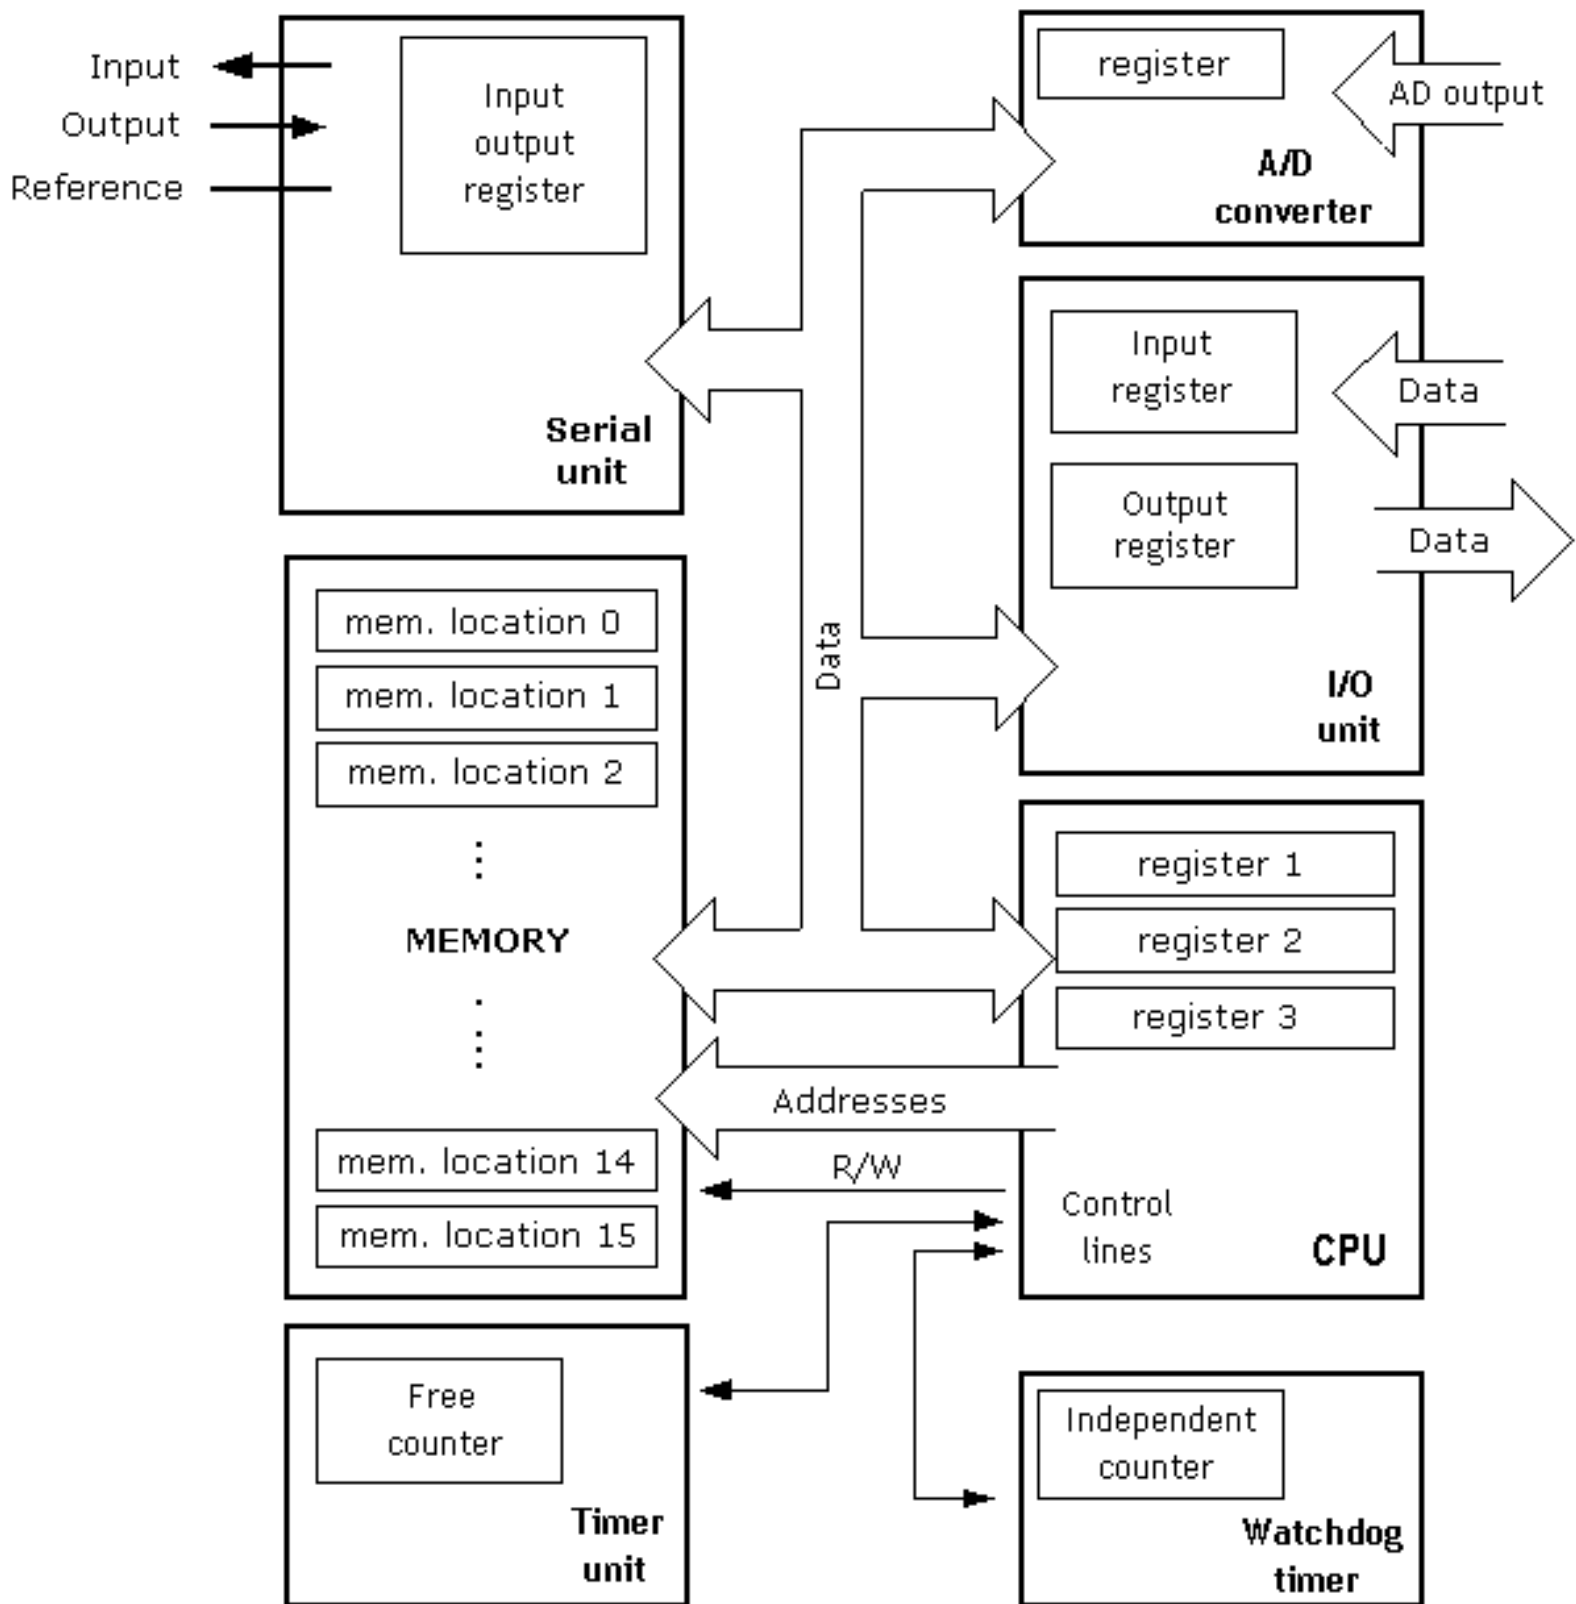 Input
Output
Reference
Input
output
register
Serial
unit
register
AD output
A/D
converter
Input
register
Data
Output
register
Data
I/O
unit
Data
mem. location 0
mem. location 1
mem. location 2
MEMORY
mem. location 14
mem. location 15
register 1
register 2
register 3
Addresses
R/W
Control
lines
CPU
Free
counter
Timer
unit
Independent
counter
Watchdog
timer